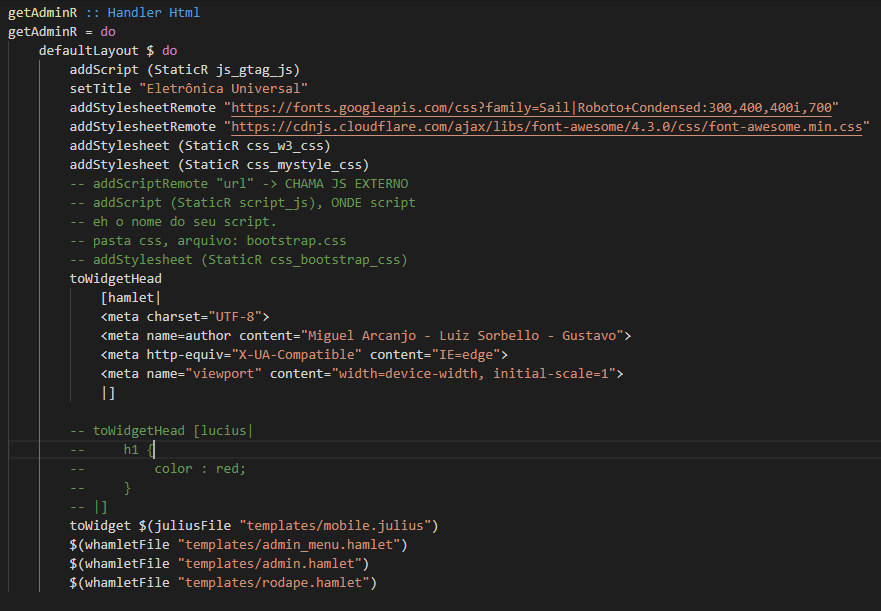 getAdminR :: Handler Html
getAdminR = do
    defaultLayout $ do
        addScript (StaticR js_gtag_js)
        setTitle "Eletrônica Universal"
        addStylesheetRemote "https://fonts.googleapis.com/css?family=Sail|Roboto+Condensed:300,400,400i,700"
        addStylesheetRemote "https://cdnjs.cloudflare.com/ajax/libs/font-awesome/4.3.0/css/font-awesome.min.css"
        addStylesheet (StaticR css_w3_css)
        addStylesheet (StaticR css_mystyle_css)
        -- addScriptRemote "url" -> CHAMA JS EXTERNO
        -- addScript (StaticR script_js), ONDE script
        -- eh o nome do seu script.
        -- pasta css, arquivo: bootstrap.css
        -- addStylesheet (StaticR css_bootstrap_css)
        toWidgetHead
            [hamlet|
            <meta charset="UTF-8">
            <meta name=author content="Miguel Arcanjo - Luiz Sorbello - Gustavo">
            <meta http-equiv="X-UA-Compatible" content="IE=edge">
            <meta name="viewport" content="width=device-width, initial-scale=1">
            |]

        -- toWidgetHead [lucius|
        --     h1 {
        --         color : red;
        --     }
        -- |]
        toWidget $(juliusFile "templates/mobile.julius")
        $(whamletFile "templates/admin_menu.hamlet")
        $(whamletFile "templates/admin.hamlet")
        $(whamletFile "templates/rodape.hamlet")